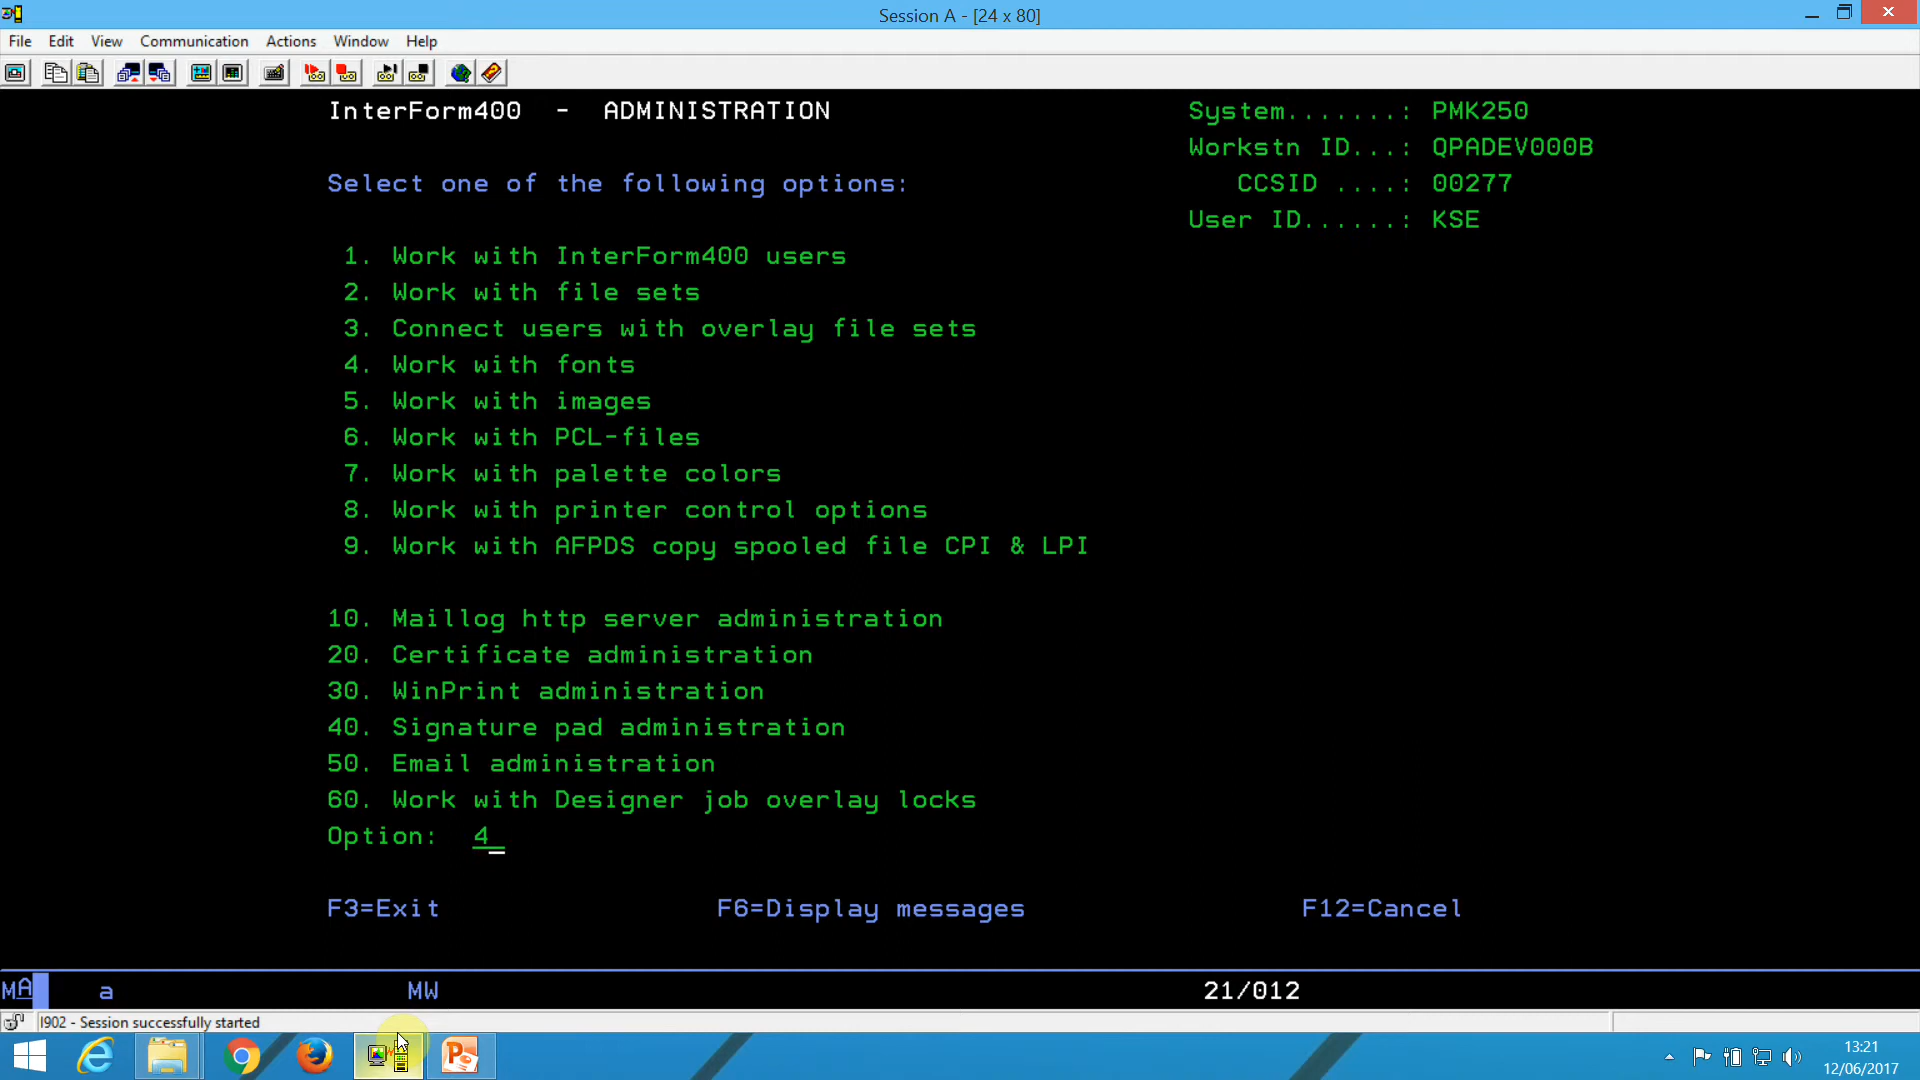 Session A - [24 x 80]
File Edit View Communication Actions Window Help
InterForm400 - ADMINISTRATION System.......: PMK250
Workstn ID...: QPADEV000B
Select one of the following options: CCSID ....: 00277
User ID......: KSE
1. Work with InterForm400 users
2. Work with file sets
3. Connect users with overlay file sets
4. Work with fonts
5. Work with images
6. Work with PCL-files
7. Work with palette colors
8. Work with printer control options
9. Work with AFPDS copy spooled file CPI & LPI
10. Maillog http server administration
20. Certificate administration
30. WinPrint administration
40. Signature pad administration
50. Email administration
60. Work with Designer job overlay locks
Option: 4
F3=Exit F6=Display messages F12=Cancel
MA a MW 21/012
I902 - Session successfully started
13:21
12/06/2017